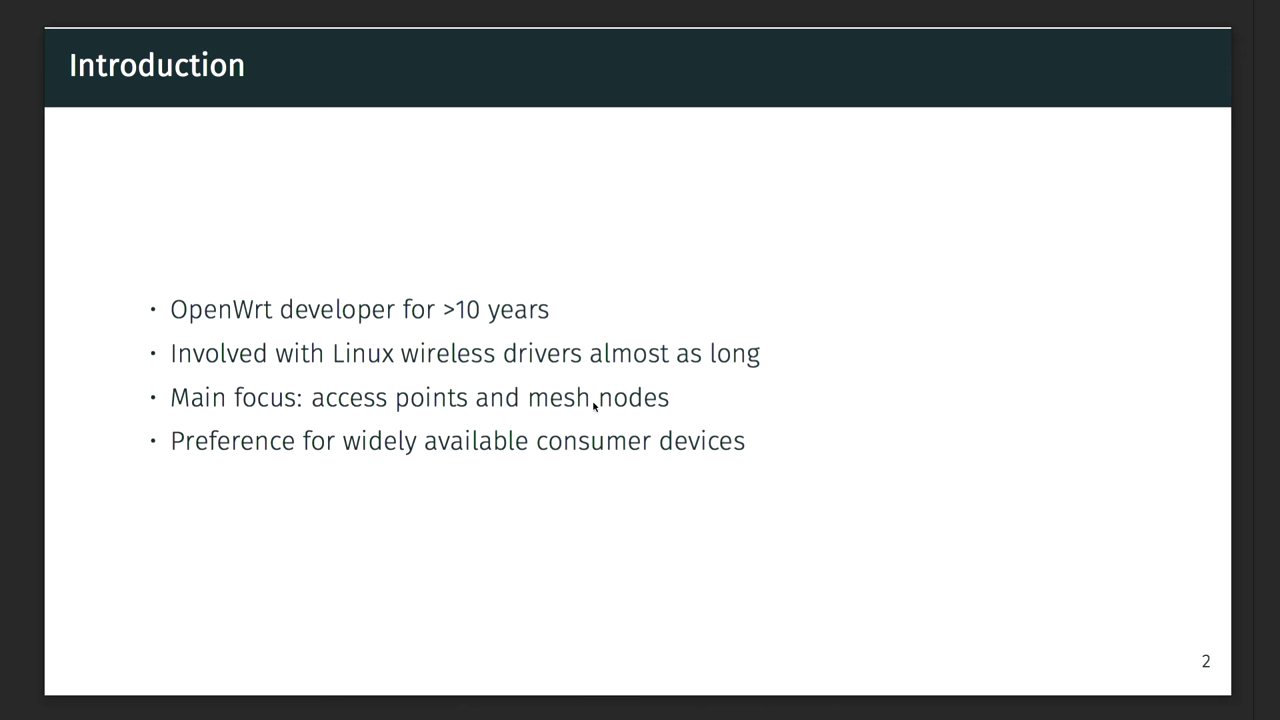 Introduction
• OpenWrt developer for >10 years
• Involved with Linux wireless drivers almost as long
• Main focus: access points and mesh nodes
• Preference for widely available consumer devices
2